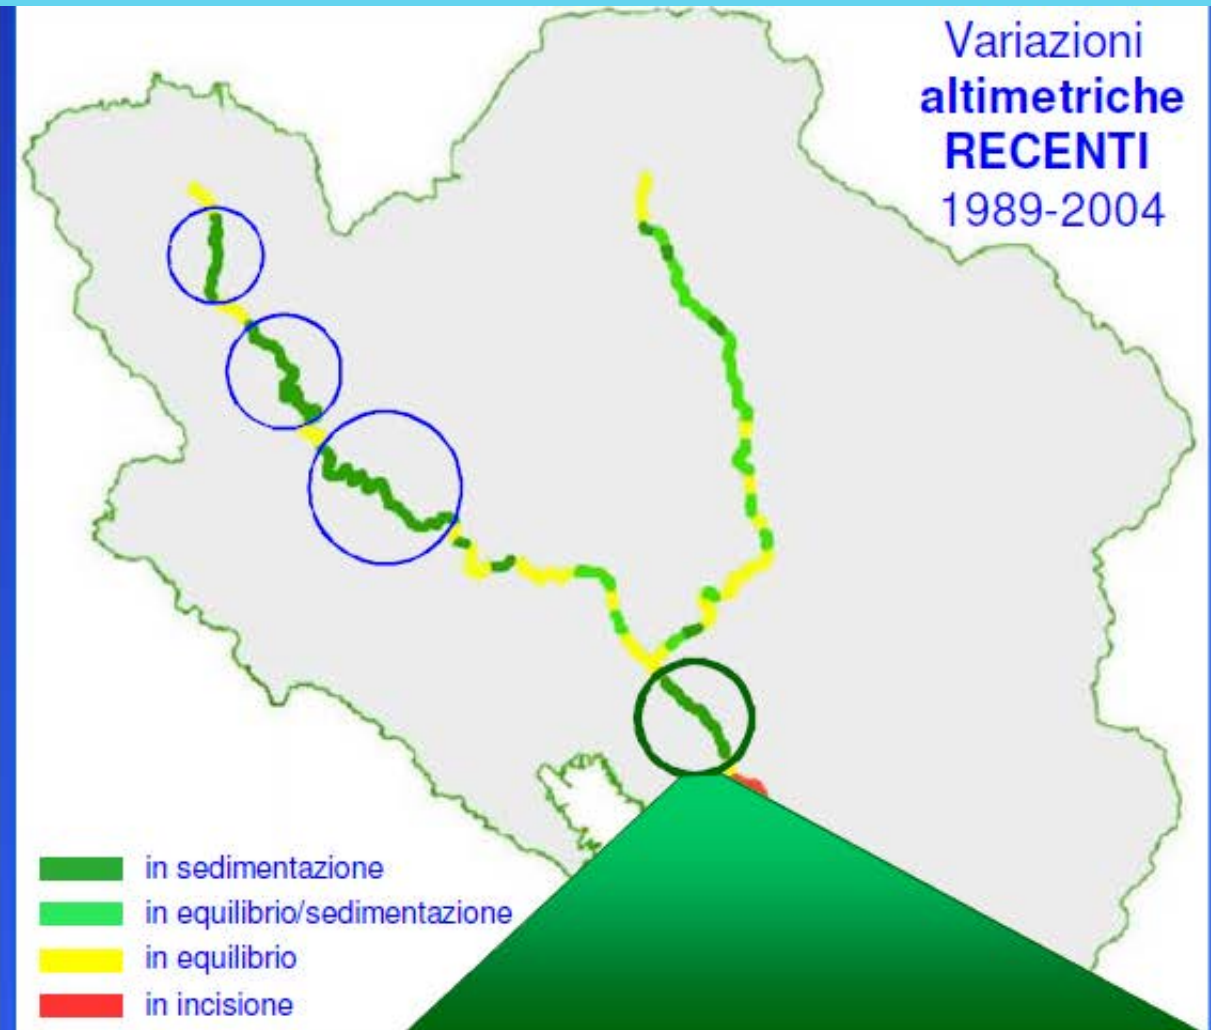 Variazioni
altimetriche
RECENTI
1989-2004
in sedimentazione
in equilibrio/sedimentazione
in equilibrio
in incisione